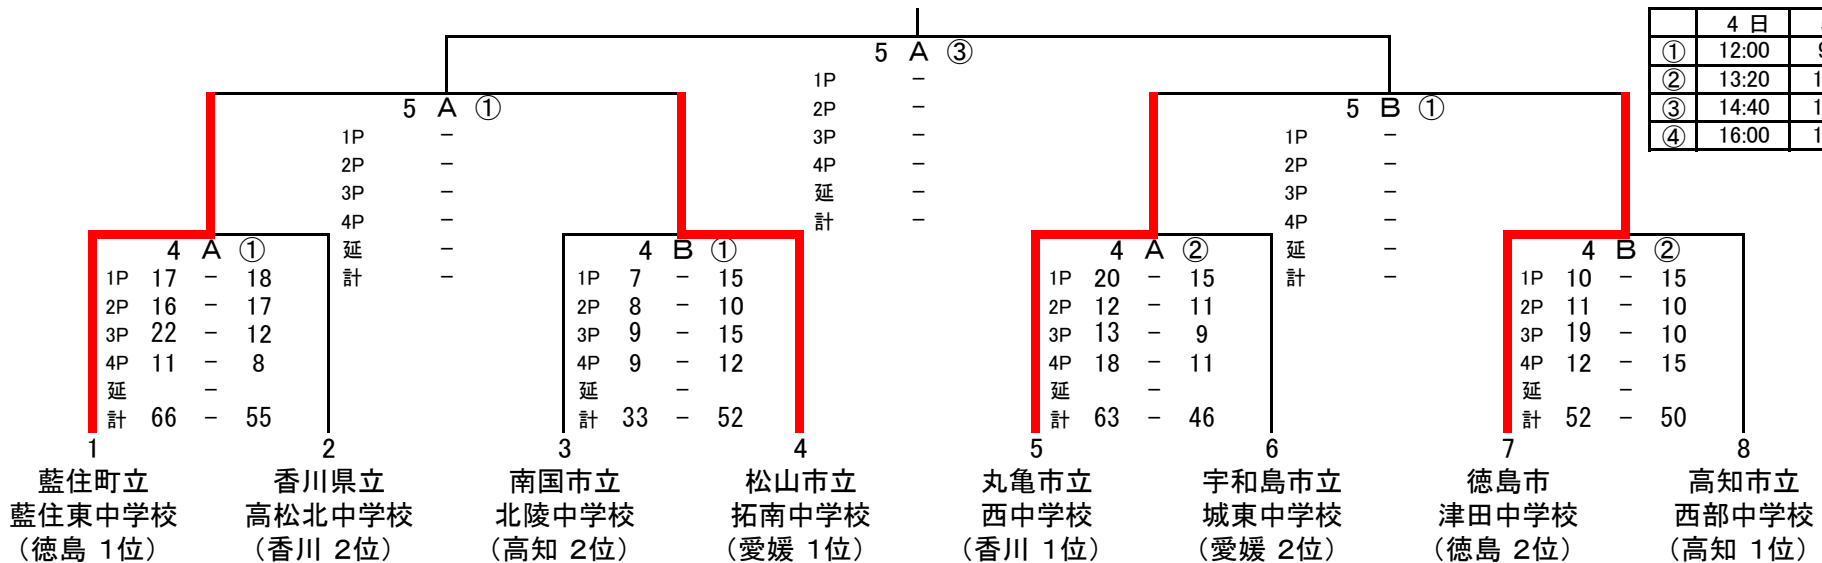 5 A ③
1P －
2P －
3P －
4P －
延 －
計 －
4 日
① 12:00
② 13:20
③ 14:40
④ 16:00
5 A ①
1P －
2P －
3P －
4P －
延 －
計 －
5 B ①
1P －
2P －
3P －
4P －
延 －
計 －
4 A ①
1P 17 － 18
2P 16 － 17
3P 22 － 12
4P 11 － 8
延 －
計 66 － 55
4 B ①
1P 7 － 15
2P 8 － 10
3P 9 － 15
4P 9 － 12
延 －
計 33 － 52
4 A ②
1P 20 － 15
2P 12 － 11
3P 13 － 9
4P 18 － 11
延 －
計 63 － 46
4 B ②
1P 10 － 15
2P 11 － 10
3P 19 － 10
4P 12 － 15
延 －
計 52 － 50
1
藍住町立
藍住東中学校
（徳島 1位）
2
香川県立
高松北中学校
（香川 2位）
3
南国市立
北陵中学校
（高知 2位）
4
松山市立
拓南中学校
（愛媛 1位）
5
丸亀市立
西中学校
（香川 1位）
6
宇和島市立
城東中学校
（愛媛 2位）
7
徳島市
津田中学校
（徳島 2位）
8
高知市立
西部中学校
（高知 1位）